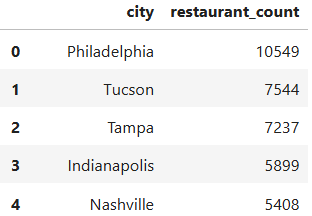 city restaurant_count
0 Philadelphia 10549
1 Tucson 7544
2 Tampa 7237
3 Indianapolis 5899
4 Nashville 5408